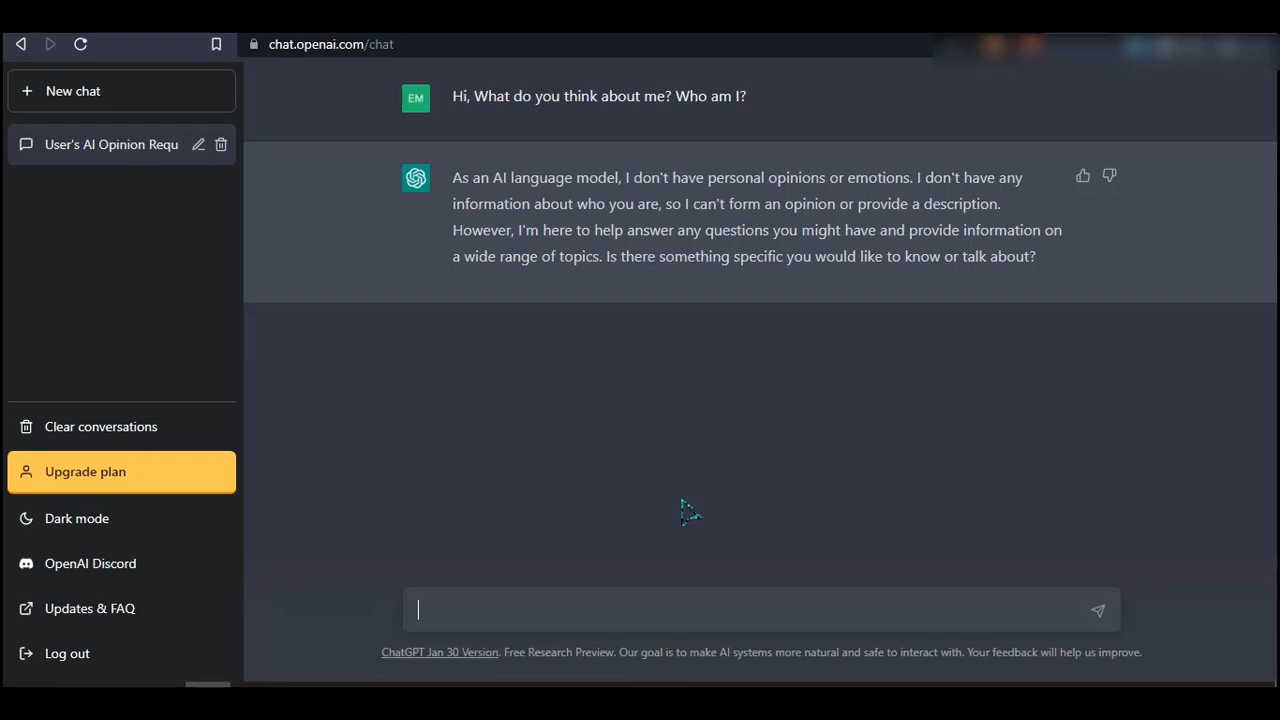 chat.openai.com/chat
New chat
User's AI Opinion Requ
Clear conversations
Upgrade plan
Dark mode
OpenAI Discord
Updates & FAQ
Log out
EM
Hi, What do you think about me? Who am I?
As an AI language model, I don't have personal opinions or emotions. I don't have any
information about who you are, so I can't form an opinion or provide a description.
However, I'm here to help answer any questions you might have and provide information on
a wide range of topics. Is there something specific you would like to know or talk about?
ChatGPT Jan 30 Version. Free Research Preview. Our goal is to make AI systems more natural and safe to interact with. Your feedback will help us improve.